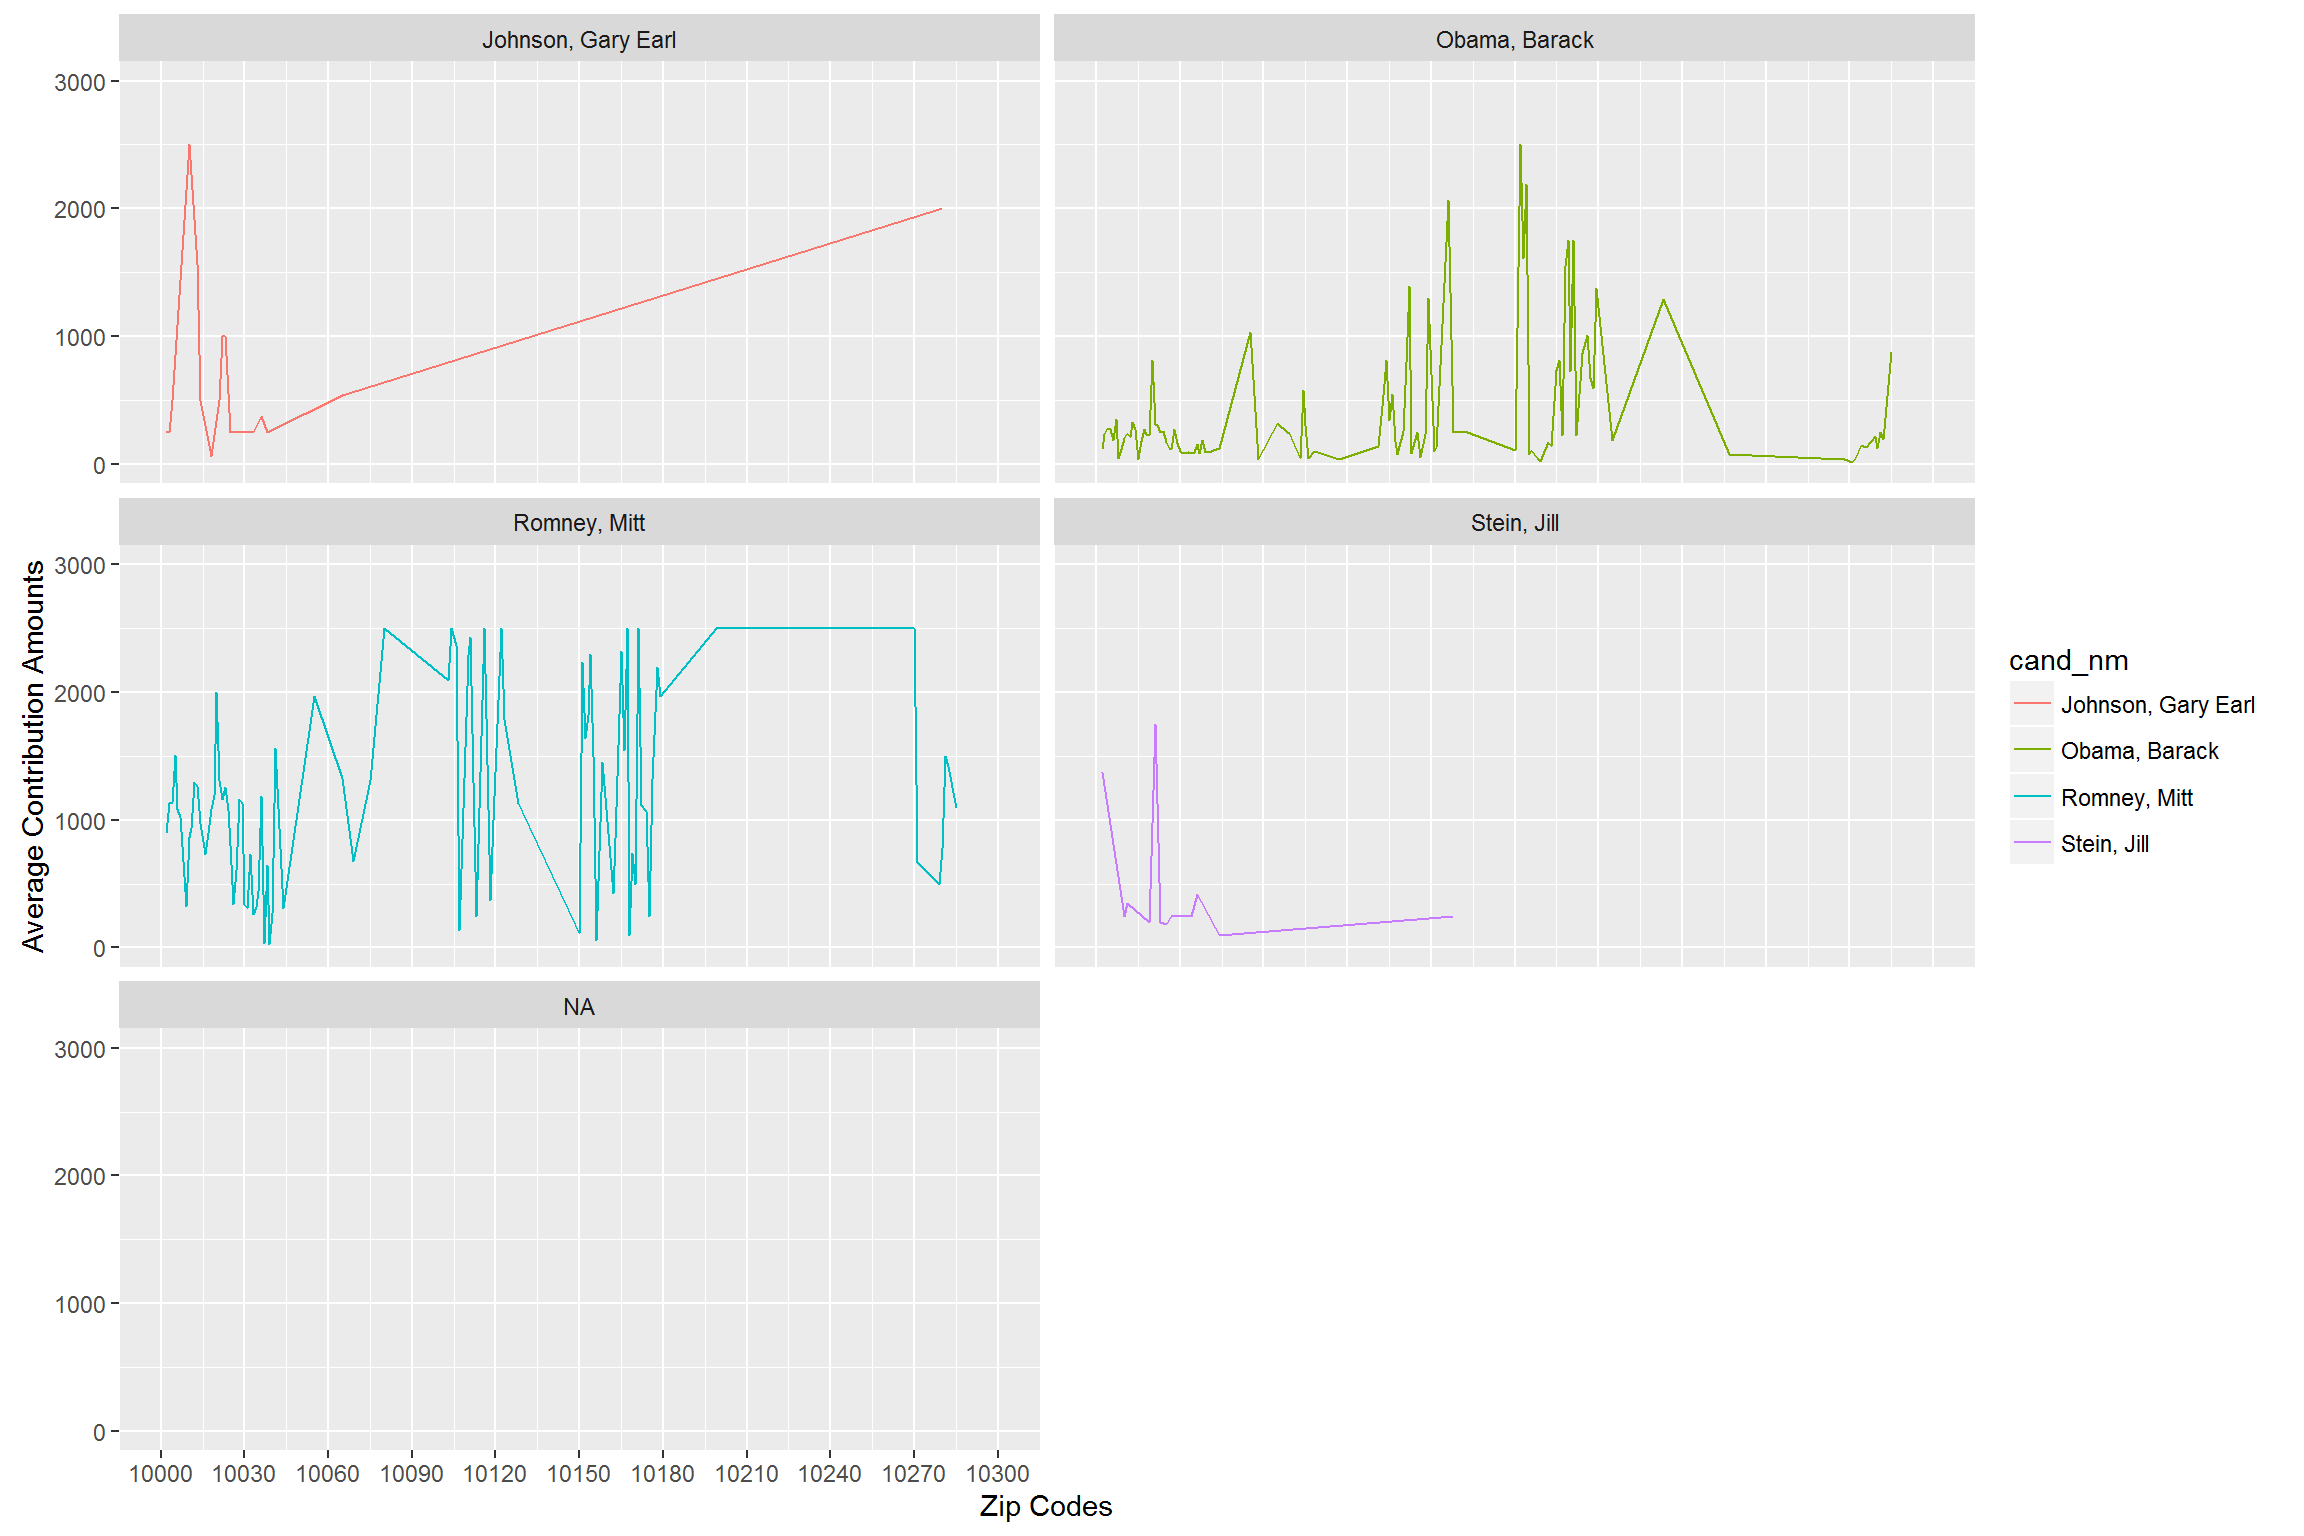 Johnson, Gary Earl
Obama, Barack
3000
2000
1000
0
Romney, Mitt
Stein, Jill
3000
2000
1000
0
NA
3000
2000
1000
0
10000 10030 10060 10090 10120 10150 10180 10210 10240 10270 10300
Zip Codes
Average Contribution Amounts
cand_nm
Johnson, Gary Earl
Obama, Barack
Romney, Mitt
Stein, Jill